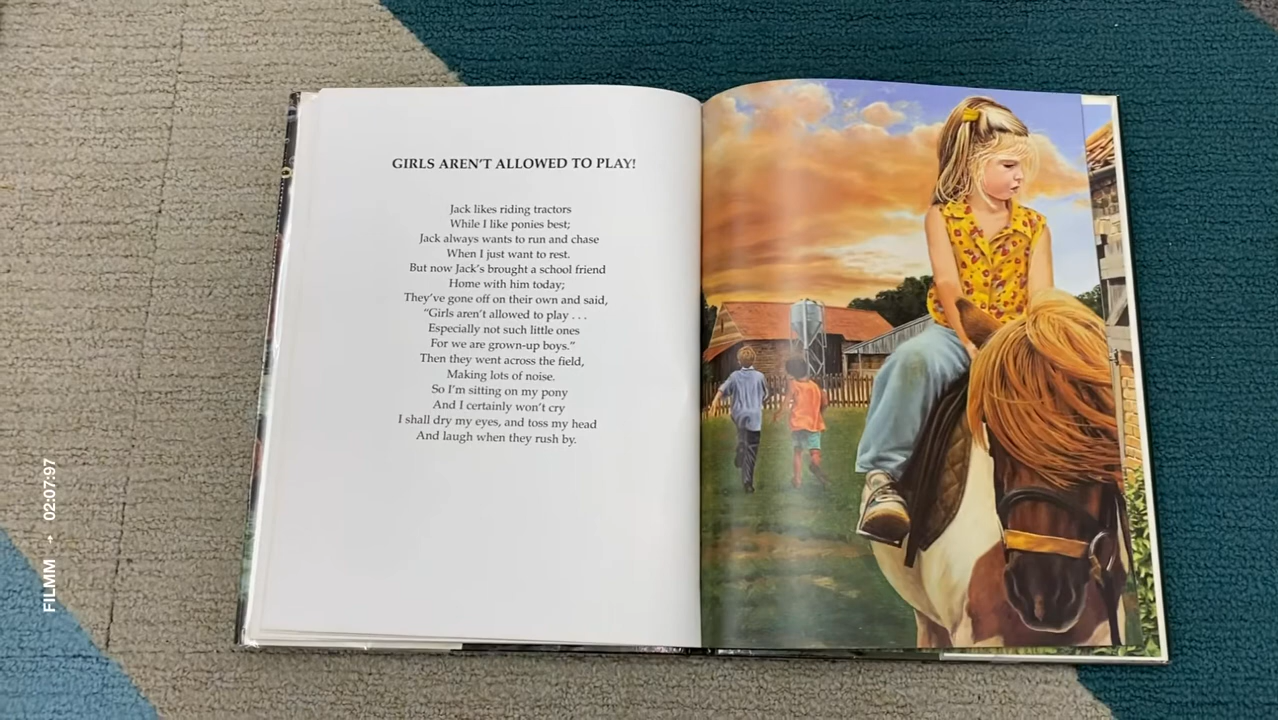 GIRLS AREN'T ALLOWED TO PLAY!
Jack likes riding tractors
While I like ponies best;
Jack always wants to run and chase
When I just want to rest.
But now Jack's brought a school friend
Home with him today;
They've gone off on their own and said,
“Girls aren't allowed to play . . .
Especially not such little ones
For we are grown-up boys.”
Then they went across the field,
Making lots of noise.
So I'm sitting on my pony
And I certainly won't cry
I shall dry my eyes, and toss my head
And laugh when they rush by.
FILMM → 02:07:97